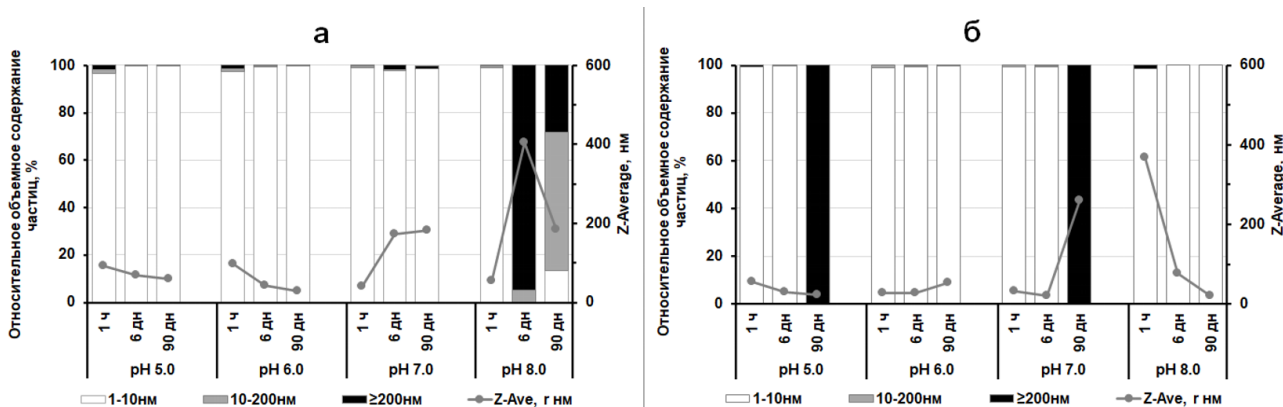 а
Относительное объемное содержание
частиц, %
100
80
60
40
20
0
600
400
200
0
Z-Average, нм
1 ч
6 дн
90 дн
1 ч
6 дн
90 дн
1 ч
6 дн
90 дн
1 ч
6 дн
90 дн
pH 5.0
pH 6.0
pH 7.0
pH 8.0
1-10нм
10-200нм
≥200нм
Z-Ave, r нм
б
Относительное объемное содержание
частиц, %
100
80
60
40
20
0
600
400
200
0
Z-Average, нм
1 ч
6 дн
90 дн
1 ч
6 дн
90 дн
1 ч
6 дн
90 дн
1 ч
6 дн
90 дн
pH 5.0
pH 6.0
pH 7.0
pH 8.0
1-10нм
10-200нм
≥200нм
Z-Ave, r нм